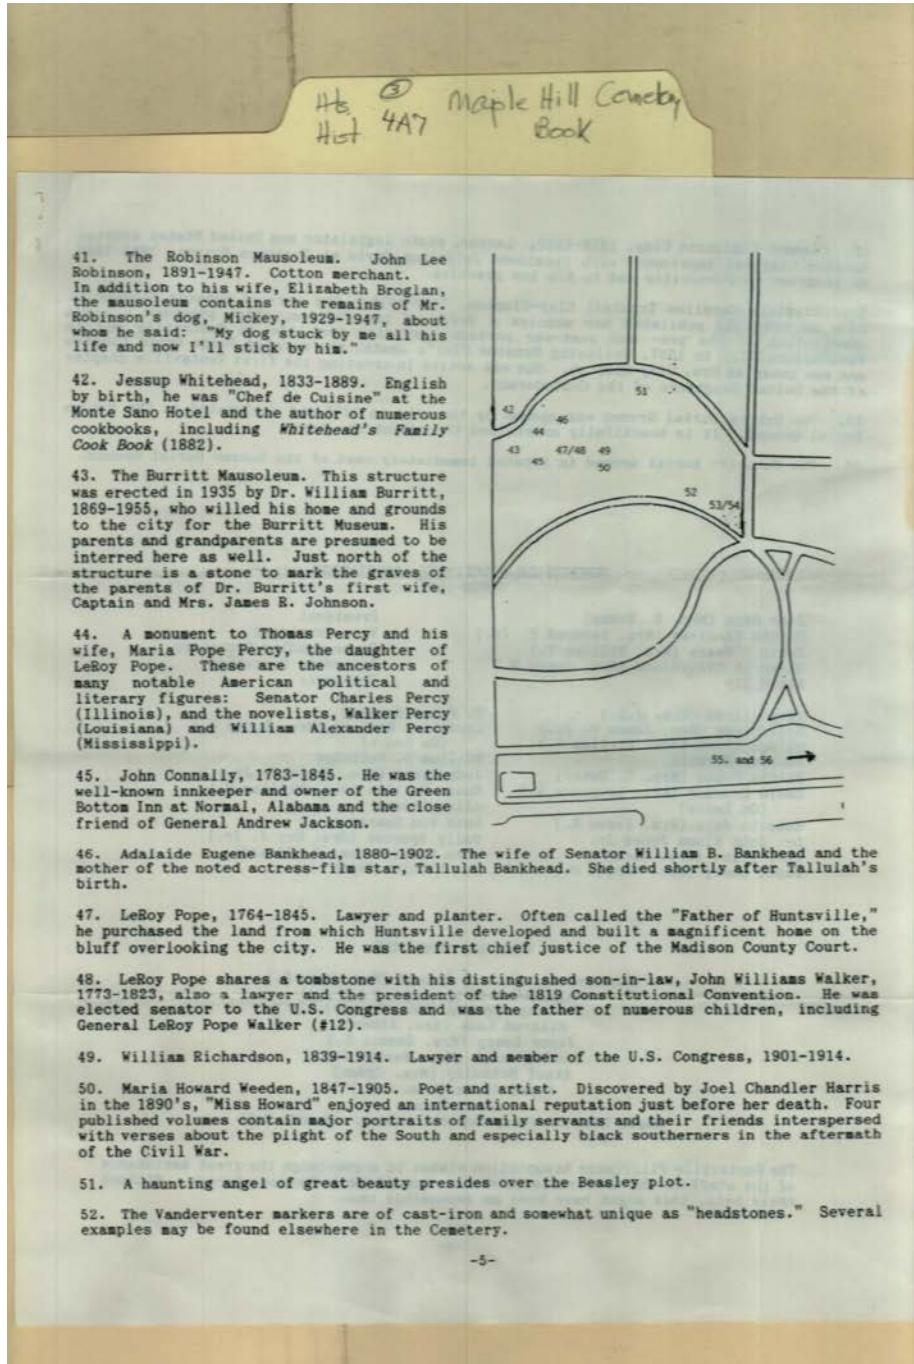 Hts. ③ Maple Hill Cemetery
Hist 4A7 Book
41. The Robinson Mausoleum. John Lee
Robinson, 1891-1947. Cotton merchant.
In addition to his wife, Elizabeth Broglan,
the mausoleum contains the remains of Mr.
Robinson's dog, Mickey, 1929-1947, about
whom he said: "My dog stuck by me all his
life and now I'll stick by him."
42. Jessup Whitehead, 1833-1889. English
by birth, he was "Chef de Cuisine" at the
Monte Sano Hotel and the author of numerous
cookbooks, including Whitehead's Family
Cook Book (1882).
43. The Burritt Mausoleum. This structure
was erected in 1935 by Dr. William Burritt,
1869-1955, who willed his home and grounds
to the city for the Burritt Museum. His
parents and grandparents are presumed to be
interred here as well. Just north of the
structure is a stone to mark the graves of
the parents of Dr. Burritt's first wife,
Captain and Mrs. James R. Johnson.
44. A monument to Thomas Percy and his
wife, Maria Pope Percy, the daughter of
LeRoy Pope. These are the ancestors of
many notable American political and
literary figures: Senator Charles Percy
(Illinois), and the novelists, Walker Percy
(Louisiana) and William Alexander Percy
(Mississippi).
45. John Connally, 1783-1845. He was the
well-known innkeeper and owner of the Green
Bottom Inn at Normal, Alabama and the close
friend of General Andrew Jackson.
51
42
46
44
43 47/48 49
45 50
52
53/54
55. and 56
46. Adalaide Eugene Bankhead, 1880-1902. The wife of Senator William B. Bankhead and the
mother of the noted actress-film star, Tallulah Bankhead. She died shortly after Tallulah's
birth.
47. LeRoy Pope, 1764-1845. Lawyer and planter. Often called the "Father of Huntsville,"
he purchased the land from which Huntsville developed and built a magnificent home on the
bluff overlooking the city. He was the first chief justice of the Madison County Court.
48. LeRoy Pope shares a tombstone with his distinguished son-in-law, John Williams Walker,
1773-1823, also a lawyer and the president of the 1819 Constitutional Convention. He was
elected senator to the U.S. Congress and was the father of numerous children, including
General LeRoy Pope Walker (#12).
49. William Richardson, 1839-1914. Lawyer and member of the U.S. Congress, 1901-1914.
50. Maria Howard Weeden, 1847-1905. Poet and artist. Discovered by Joel Chandler Harris
in the 1890's, "Miss Howard" enjoyed an international reputation just before her death. Four
published volumes contain major portraits of family servants and their friends interspersed
with verses about the plight of the South and especially black southerners in the aftermath
of the Civil War.
51. A haunting angel of great beauty presides over the Beasley plot.
52. The Vanderventer markers are of cast-iron and somewhat unique as "headstones." Several
examples may be found elsewhere in the Cemetery.
-5-